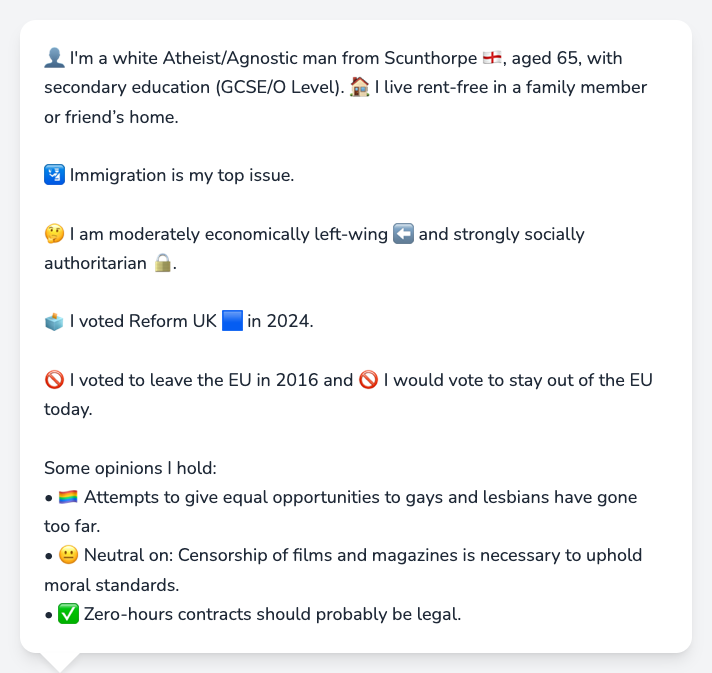 👤 I'm a white Atheist/Agnostic man from Scunthorpe 🏴󠁧󠁢󠁥󠁮󠁧󠁿, aged 65, with
secondary education (GCSE/O Level). 🏠 I live rent-free in a family member
or friend’s home.
🛂 Immigration is my top issue.
🤔 I am moderately economically left-wing ⬅️ and strongly socially
authoritarian 🔒.
🗳️ I voted Reform UK 🟦 in 2024.
🚫 I voted to leave the EU in 2016 and 🚫 I would vote to stay out of the EU
today.
Some opinions I hold:
• 🏳️‍🌈 Attempts to give equal opportunities to gays and lesbians have gone
too far.
• 😐 Neutral on: Censorship of films and magazines is necessary to uphold
moral standards.
• ✅ Zero-hours contracts should probably be legal.